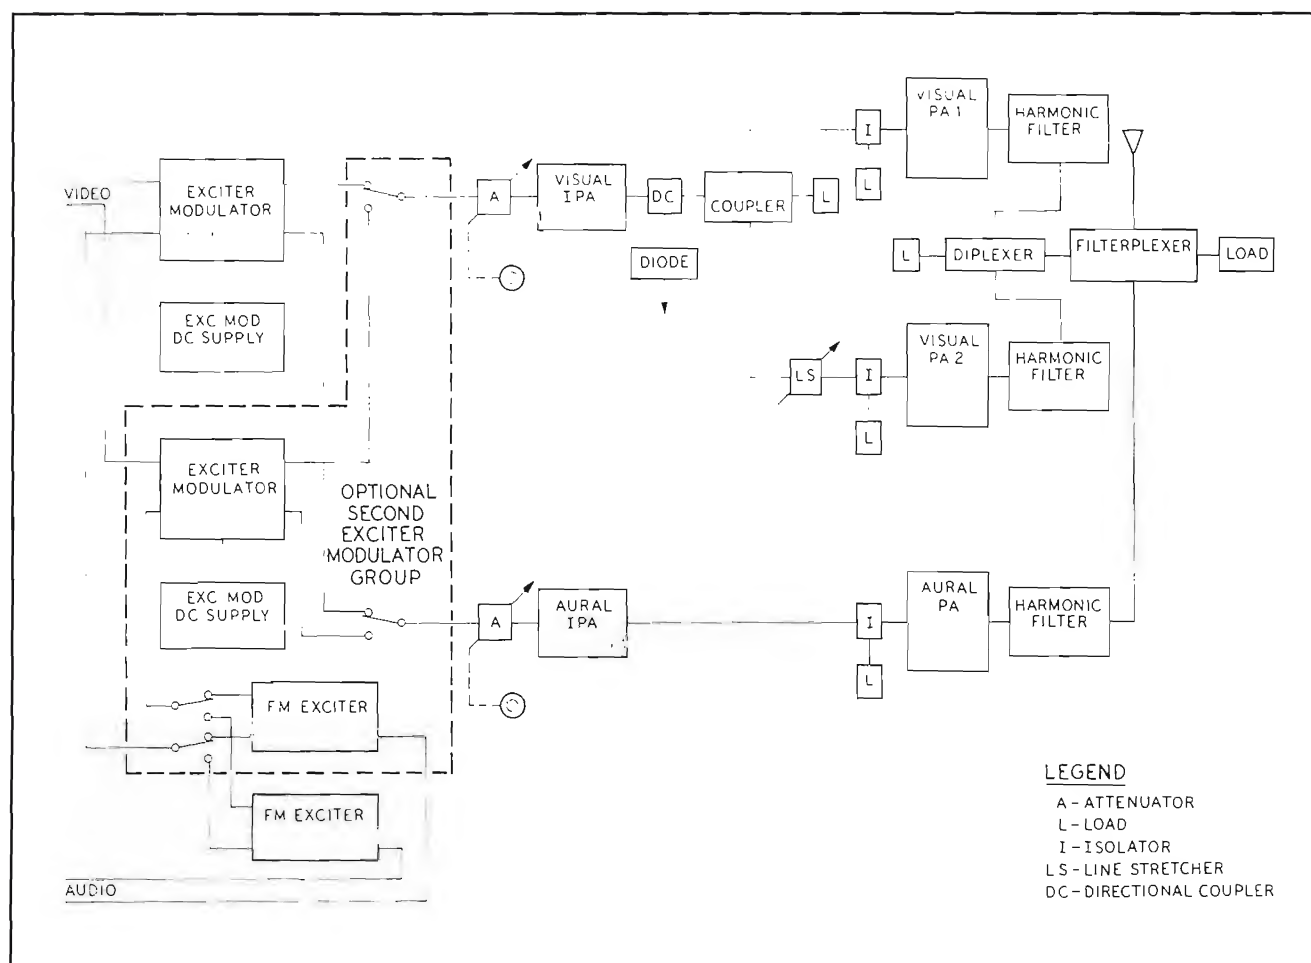 VISUAL
PA 1
HARMONIC
FILTER
I
L
VIDEO
EXCITER
MODULATOR
A
VISUAL
IPA
DC
COUPLER
L
DIODE
L
DIPLEXER
FILTERPLEXER
LOAD
EXC MOD
DC SUPPLY
VISUAL
PA 2
HARMONIC
FILTER
LS
I
L
EXCITER
MODULATOR
OPTIONAL
SECOND
EXCITER
MODULATOR
GROUP
EXC MOD
DC SUPPLY
A
AURAL
IPA
I
L
AURAL
PA
HARMONIC
FILTER
FM EXCITER
FM EXCITER
AUDIO
LEGEND
A - ATTENUATOR
L - LOAD
I - ISOLATOR
LS - LINE STRETCHER
DC - DIRECTIONAL COUPLER